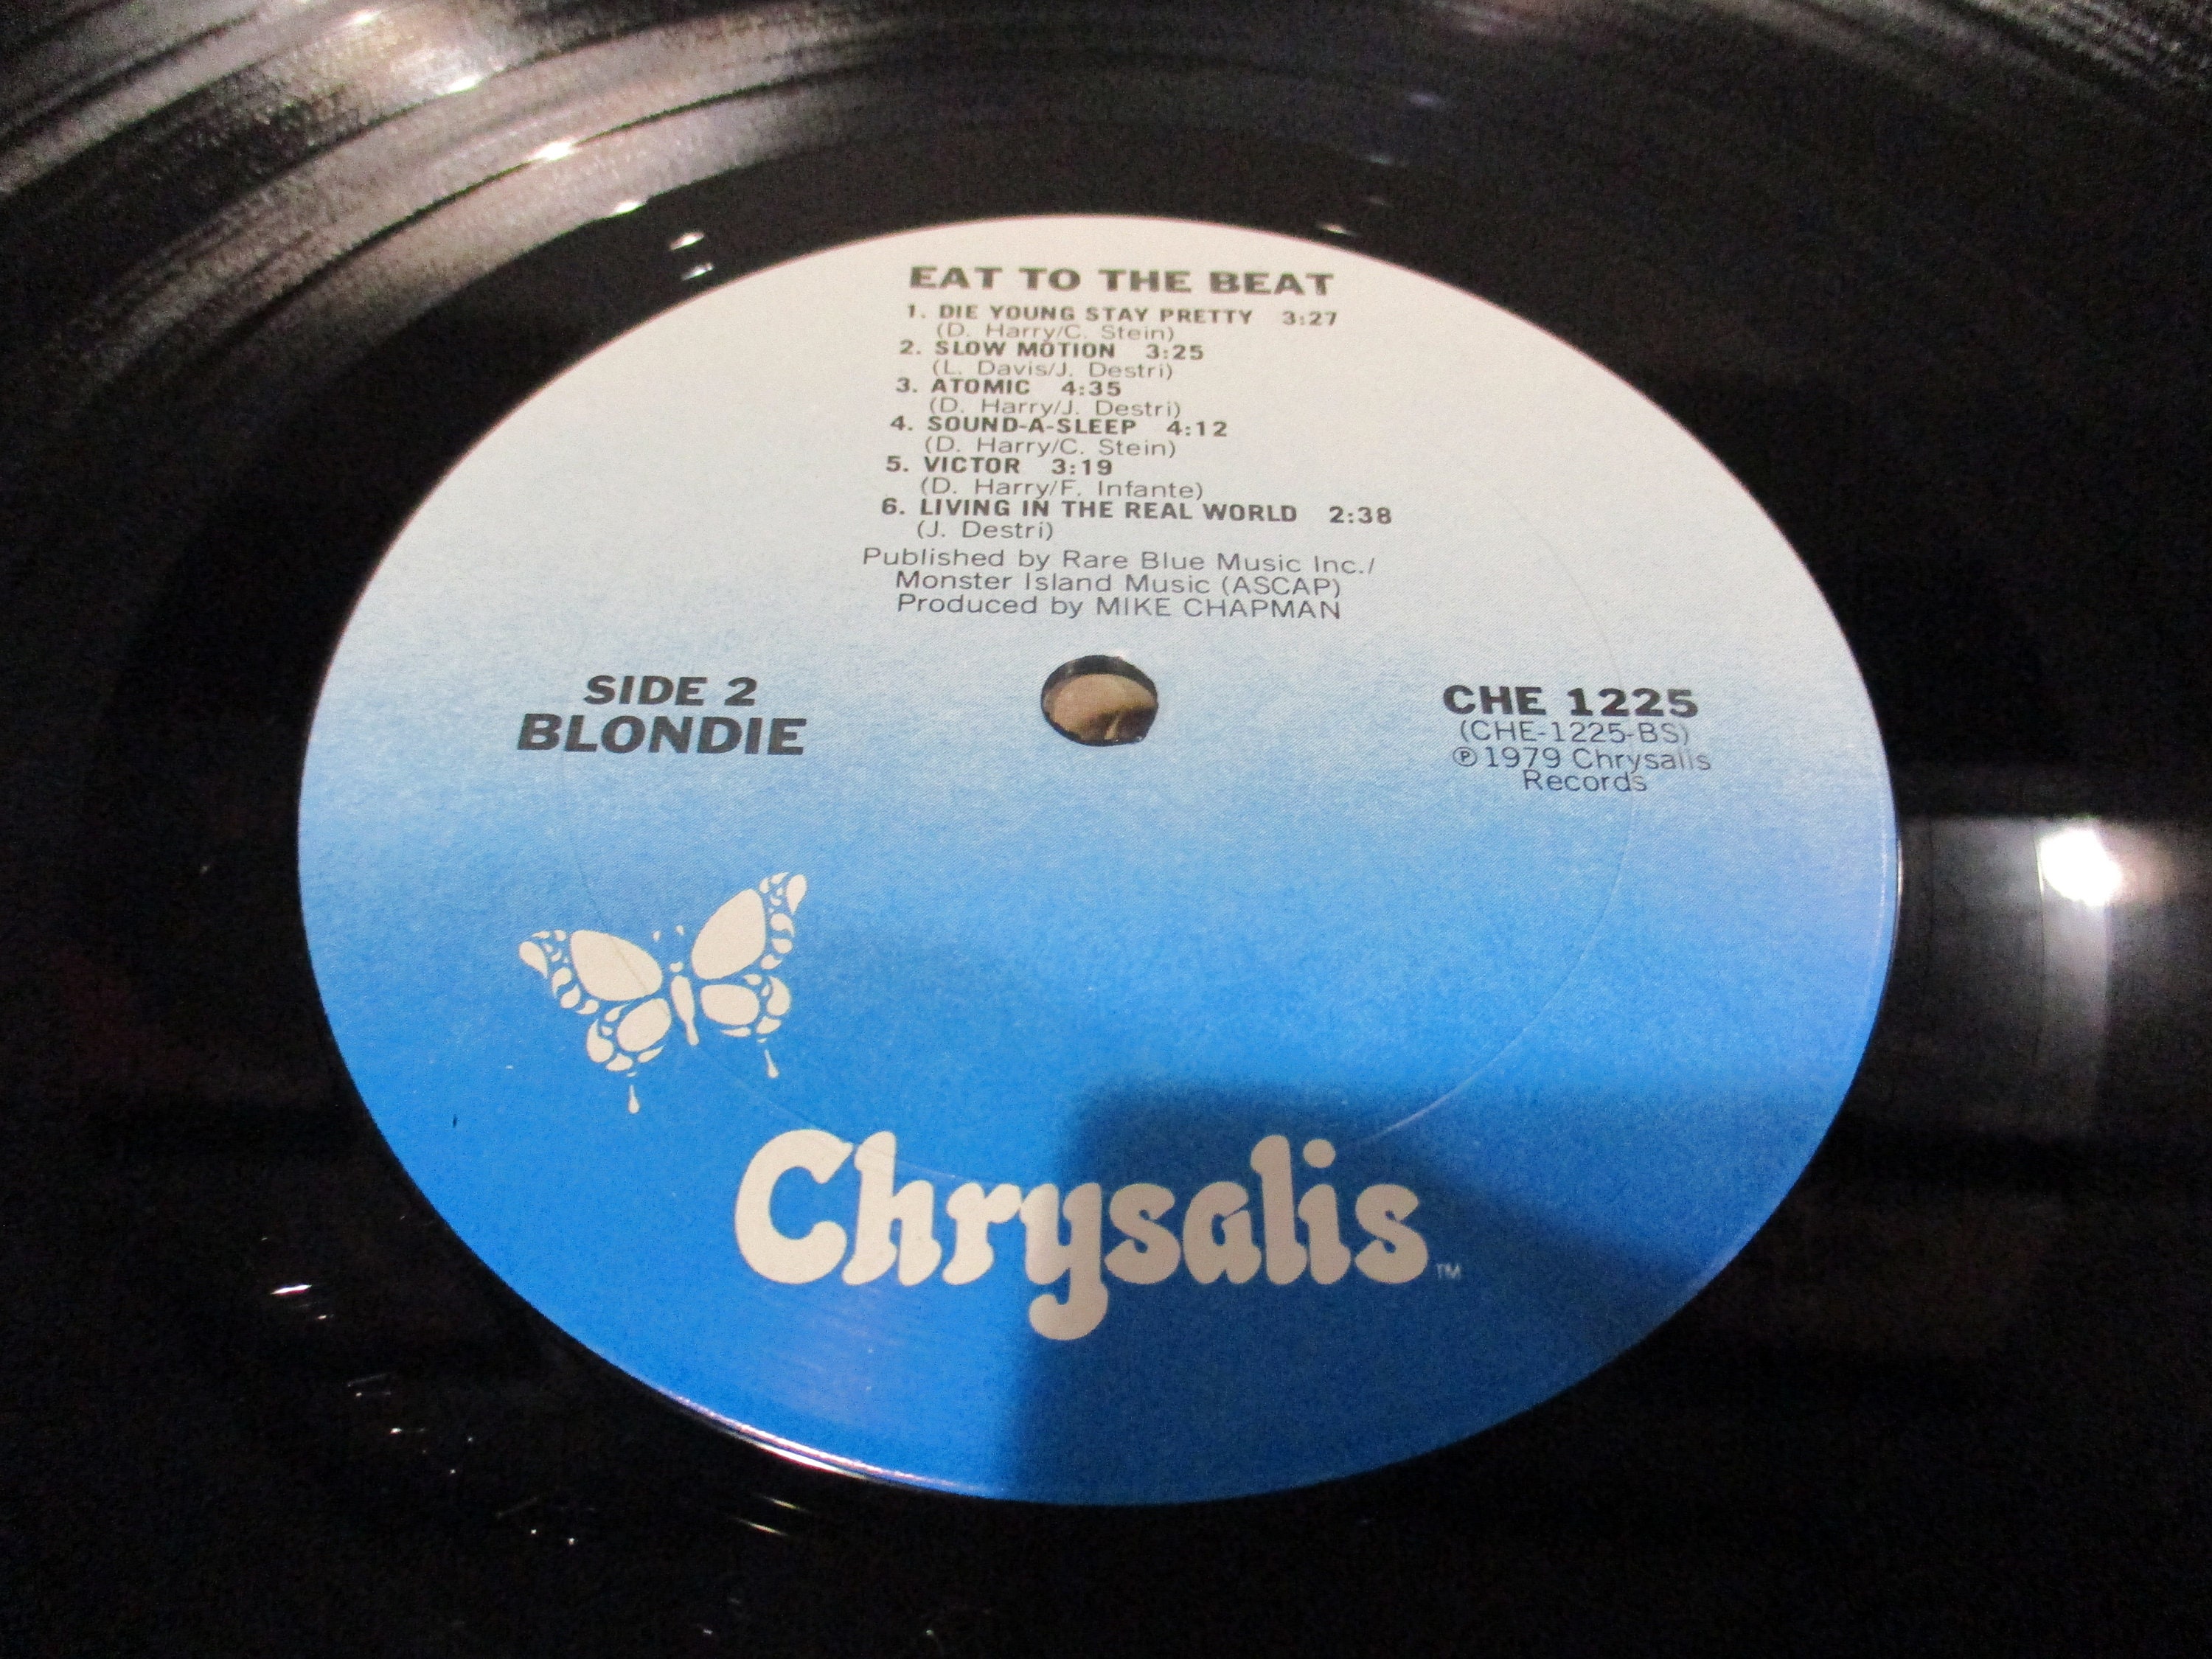 EAT TO THE BEAT
1. DIE YOUNG STAY PRETTY 3:27
(D. Harry/C. Stein)
2. SLOW MOTION 3:25
(L. Davis/J. Destri)
3. ATOMIC 4:35
(D. Harry/J. Destri)
4. SOUND-A-SLEEP 4:12
(D. Harry/C. Stein)
5. VICTOR 3:19
(D. Harry/F. Infante)
6. LIVING IN THE REAL WORLD 2:38
(J. Destri)
Published by Rare Blue Music Inc./
Monster Island Music (ASCAP)
Produced by MIKE CHAPMAN
SIDE 2
BLONDIE
CHE 1225
(CHE-1225-BS)
℗1979 Chrysalis
Records
Chrysalis™